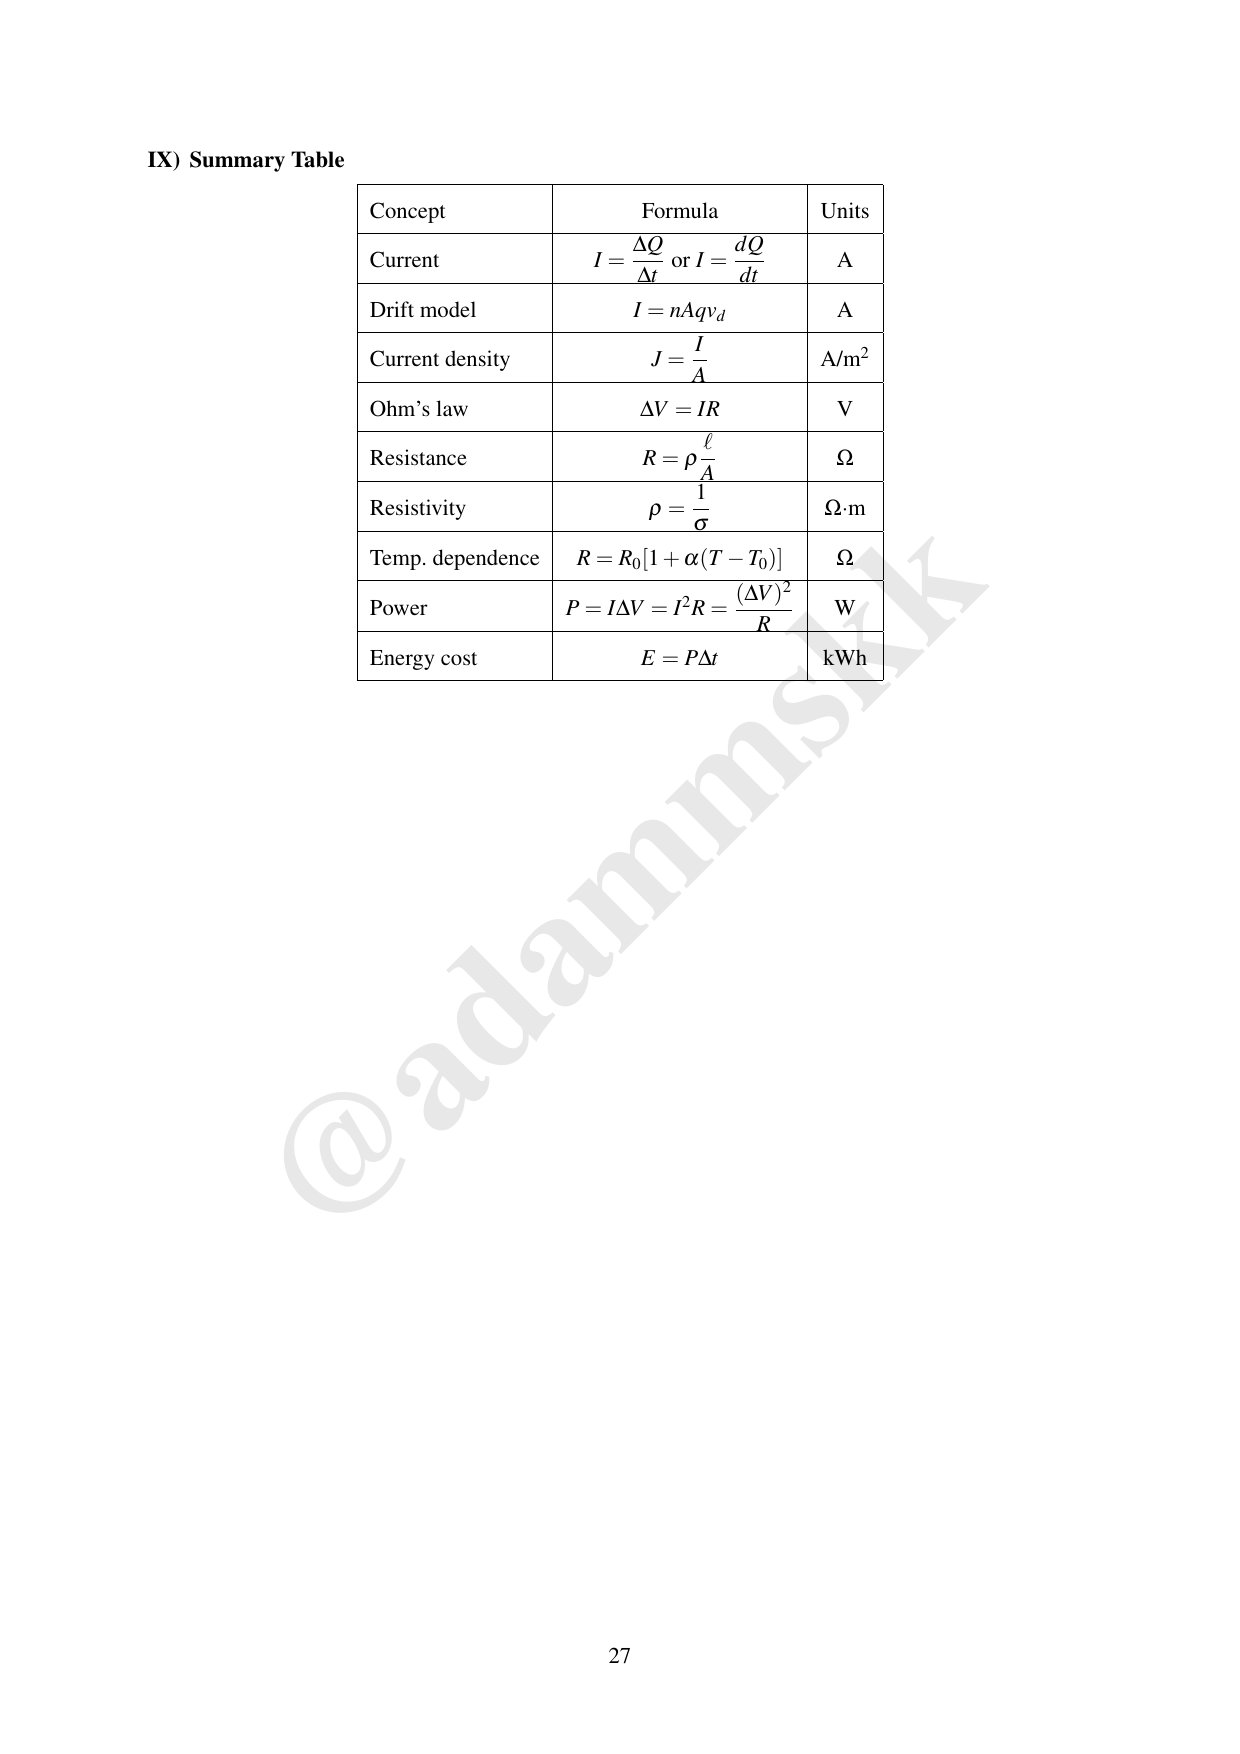 IX) Summary Table
Concept Formula Units
Current I = ΔQ/Δt or I = dQ/dt A
Drift model I = nAqv_d A
Current density J = I/A A/m²
Ohm's law ΔV = IR V
Resistance R = ρ ℓ/A Ω
Resistivity ρ = 1/σ Ω·m
Temp. dependence R = R₀[1 + α(T − T₀)] Ω
Power P = IΔV = I²R = (ΔV)²/R W
Energy cost E = PΔt kWh
@adammskk
27